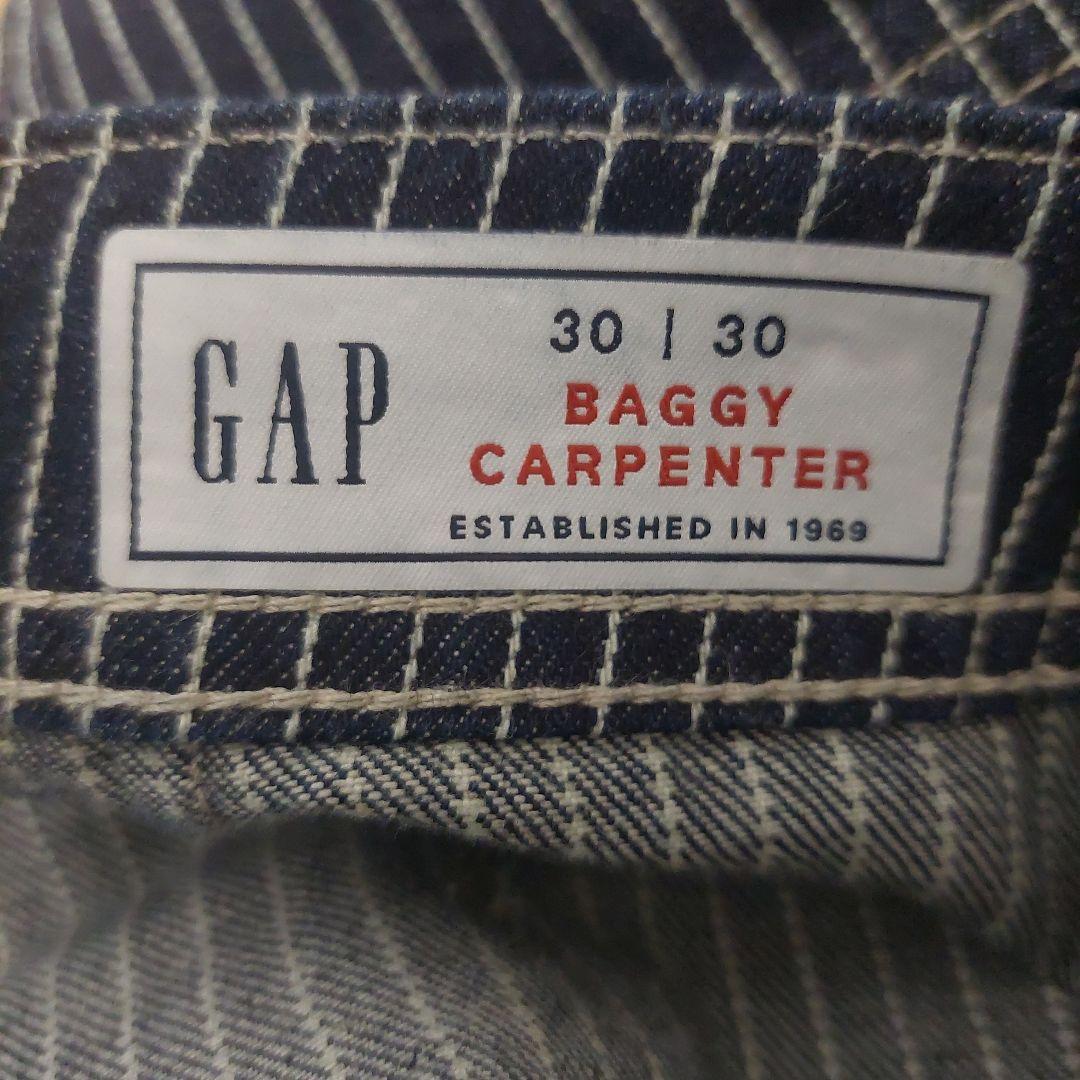 GAP
30 | 30
BAGGY
CARPENTER
ESTABLISHED IN 1969